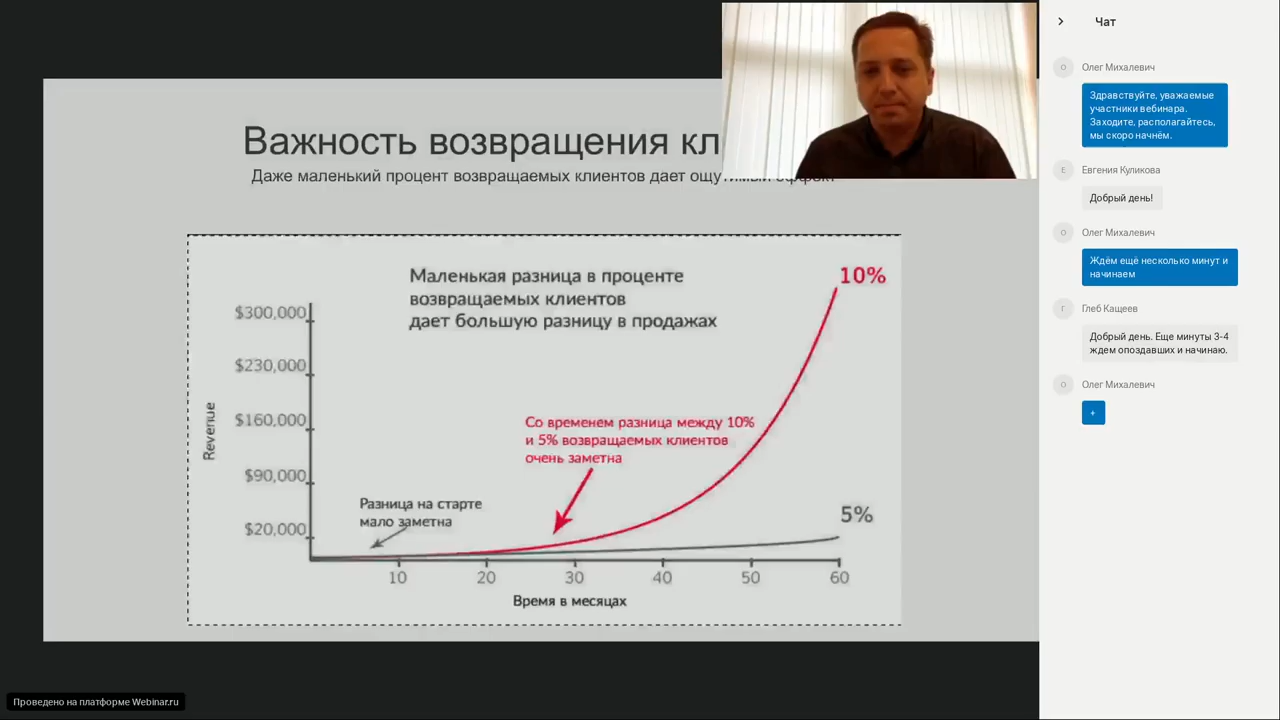 Важность возвращения кл
Даже маленький процент возвращаемых клиентов дает ощутимый эффект
Маленькая разница в проценте
возвращаемых клиентов
дает большую разницу в продажах
10%
$300,000
$230,000
$160,000
$90,000
$20,000
Revenue
Со временем разница между 10%
и 5% возвращаемых клиентов
очень заметна
Разница на старте
мало заметна
5%
10
20
30
40
50
60
Время в месяцах
Проведено на платформе Webinar.ru
Чат
О
Олег Михалевич
Здравствуйте, уважаемые
участники вебинара.
Заходите, располагайтесь,
мы скоро начнём.
Е
Евгения Куликова
Добрый день!
О
Олег Михалевич
Ждём ещё несколько минут и
начинаем
Г
Глеб Кащеев
Добрый день. Еще минуты 3-4
ждем опоздавших и начинаю.
О
Олег Михалевич
+